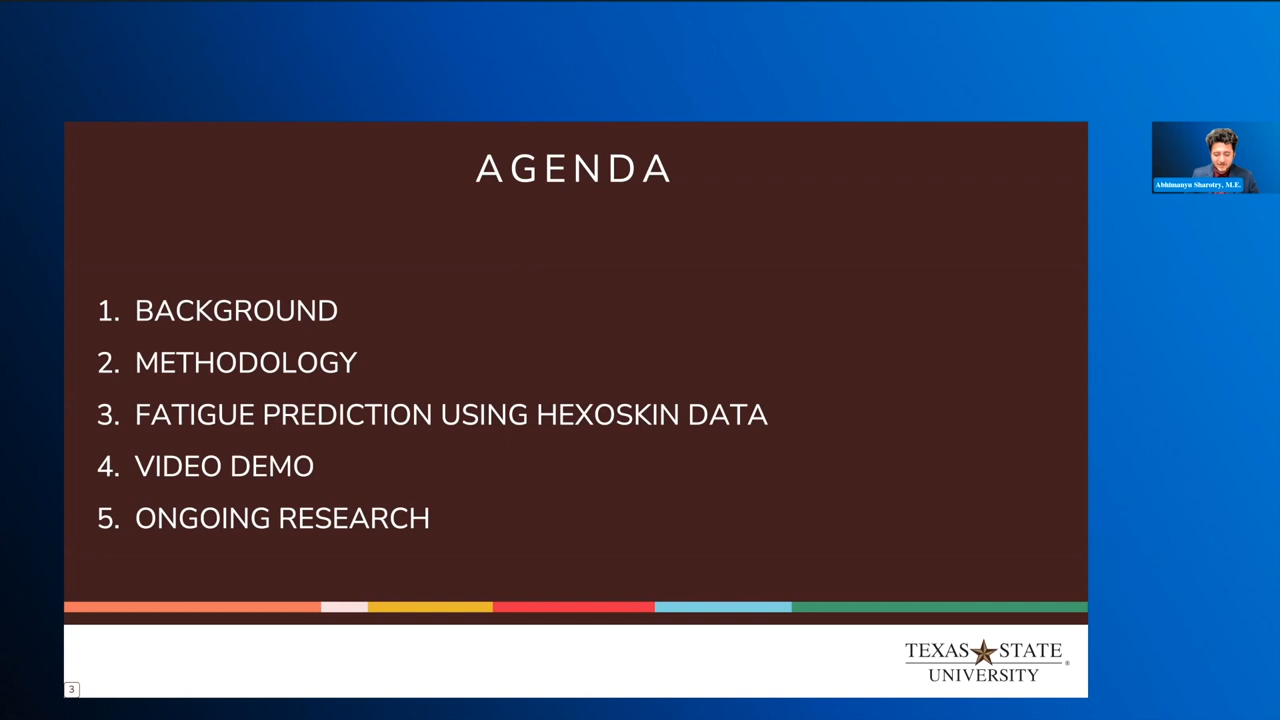 AGENDA
1. BACKGROUND
2. METHODOLOGY
3. FATIGUE PREDICTION USING HEXOSKIN DATA
4. VIDEO DEMO
5. ONGOING RESEARCH
Abhimanyu Sharotry, M.E.
TEXAS STATE
UNIVERSITY
®
3